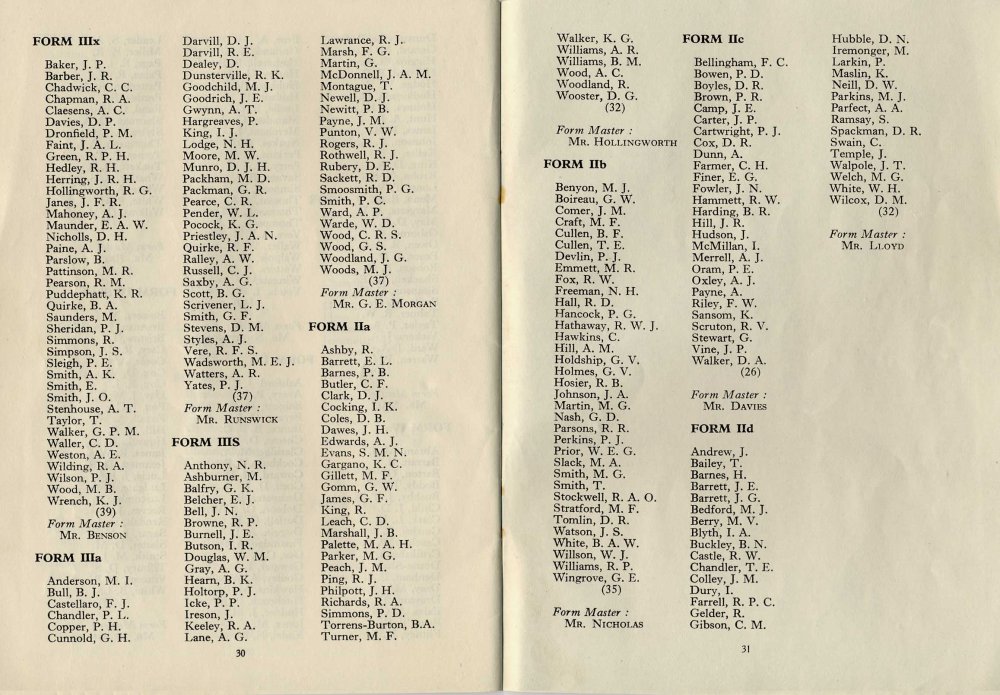 FORM IIIx
Baker, J. P.
Barber, J. R.
Chadwick, C. C.
Chapman, R. A.
Claesens, A. C.
Davies, D. P.
Dronfield, P. M.
Faint, J. A. L.
Green, R. P. H.
Hedley, R. H.
Herring, J. R. H.
Hollingworth, R. G.
Janes, J. F. R.
Mahoney, A. J.
Maunder, E. A. W.
Nicholls, D. H.
Paine, A. J.
Parslow, B.
Pattinson, M. R.
Pearson, R. M.
Puddephatt, K. R.
Quirke, B. A.
Saunders, M.
Sheridan, P. J.
Simmons, R.
Simpson, J. S.
Sleigh, P. E.
Smith, A. K.
Smith, E.
Smith, J. O.
Stenhouse, A. T.
Taylor, T.
Walker, G. P. M.
Waller, C. D.
Weston, A. E.
Wilding, R. A.
Wilson, P. J.
Wood, M. B.
Wrench, K. J.
(39)
Form Master :
MR. BENSON
FORM IIIa
Anderson, M. I.
Bull, B. J.
Castellaro, F. J.
Chandler, P. L.
Copper, P. H.
Cunnold, G. H.
Darvill, D. J.
Darvill, R. E.
Dealey, D.
Dunsterville, R. K.
Goodchild, M. J.
Goodrich, J. E.
Gwynn, A. T.
Hargreaves, P.
King, I. J.
Lodge, N. H.
Moore, M. W.
Munro, D. J. H.
Packham, M. D.
Packman, G. R.
Pearce, C. R.
Pender, W. L.
Pocock, K. G.
Priestley, J. A. N.
Quirke, R. F.
Ralley, A. W.
Russell, C. J.
Saxby, A. G.
Scott, B. G.
Scrivener, L. J.
Smith, G. F.
Stevens, D. M.
Styles, A. J.
Vere, R. F. S.
Wadsworth, M. E. J.
Watters, A. R.
Yates, P. J.
(37)
Form Master :
MR. RUNSWICK
FORM IIIS
Anthony, N. R.
Ashburner, M.
Balfry, G. K.
Belcher, E. J.
Bell, J. N.
Browne, R. P.
Burnell, J. E.
Butson, I. R.
Douglas, W. M.
Gray, A. G.
Hearn, B. K.
Holtorp, P. J.
Icke, P. P.
Ireson, J.
Keeley, R. A.
Lane, A. G.
Lawrance, R. J.
Marsh, F. G.
Martin, G.
McDonnell, J. A. M.
Montague, T.
Newell, D. J.
Newitt, P. B.
Payne, J. M.
Punton, V. W.
Rogers, R. J.
Rothwell, R. J.
Rubery, D. E.
Sackett, R. D.
Smoosmith, P. G.
Smith, P. C.
Ward, A. P.
Warde, W. D.
Wood, C. R. S.
Wood, G. S.
Woodland, J. G.
Woods, M. J.
(37)
Form Master :
MR. G. E. MORGAN
FORM IIa
Ashby, R.
Barrett, E. L.
Barnes, P. B.
Butler, C. F.
Clark, D. J.
Cocking, I. K.
Coles, D. B.
Dawes, J. H.
Edwards, A. J.
Evans, S. M. N.
Gargano, K. C.
Gillett, M. F.
Gomm, G. W.
James, G. F.
King, R.
Leach, C. D.
Marshall, J. B.
Palette, M. A. H.
Parker, M. G.
Peach, J. M.
Ping, R. J.
Philpott, J. H.
Richards, R. A.
Simmons, P. D.
Torrens-Burton, B.A.
Turner, M. F.
30
Walker, K. G.
Williams, A. R.
Williams, B. M.
Wood, A. C.
Woodland, R.
Wooster, D. G.
(32)
Form Master :
MR. HOLLINGWORTH
FORM IIb
Benyon, M. J.
Boireau, G. W.
Comer, J. M.
Craft, M. F.
Cullen, B. F.
Cullen, T. E.
Devlin, P. J.
Emmett, M. R.
Fox, R. W.
Freeman, N. H.
Hall, R. D.
Hancock, P. G.
Hathaway, R. W. J.
Hawkins, C.
Hill, A. M.
Holdship, G. V.
Holmes, G. V.
Hosier, R. B.
Johnson, J. A.
Martin, M. G.
Nash, G. D.
Parsons, R. R.
Perkins, P. J.
Prior, W. E. G.
Slack, M. A.
Smith, M. G.
Smith, T.
Stockwell, R. A. O.
Stratford, M. F.
Tomlin, D. R.
Watson, J. S.
White, B. A. W.
Willson, W. J.
Williams, R. P.
Wingrove, G. E.
(35)
Form Master :
MR. NICHOLAS
FORM IIc
Bellingham, F. C.
Bowen, P. D.
Boyles, D. R.
Brown, P. R.
Camp, J. E.
Carter, J. P.
Cartwright, P. J.
Cox, D. R.
Dunn, A.
Farmer, C. H.
Finer, E. G.
Fowler, J. N.
Hammett, R. W.
Harding, B. R.
Hill, J. R.
Hudson, J.
McMillan, I.
Merrell, A. J.
Oram, P. E.
Oxley, A. J.
Payne, A.
Riley, F. W.
Sansom, K.
Scruton, R. V.
Stewart, G.
Vine, J. P.
Walker, D. A.
(26)
Form Master :
MR. DAVIES
FORM IId
Andrew, J.
Bailey, T.
Barnes, H.
Barrett, J. E.
Barrett, J. G.
Bedford, M. J.
Berry, M. V.
Blyth, I. A.
Buckley, B. N.
Castle, R. W.
Chandler, T. E.
Colley, J. M.
Dury, I.
Farrell, R. P. C.
Gelder, R.
Gibson, C. M.
Hubble, D. N.
Iremonger, M.
Larkin, P.
Maslin, K.
Neill, D. W.
Parkins, M. J.
Parfect, A. A.
Ramsay, S.
Spackman, D. R.
Swain, C.
Temple, J.
Walpole, J. T.
Welch, M. G.
White, W. H.
Wilcox, D. M.
(32)
Form Master :
MR. LLOYD
31